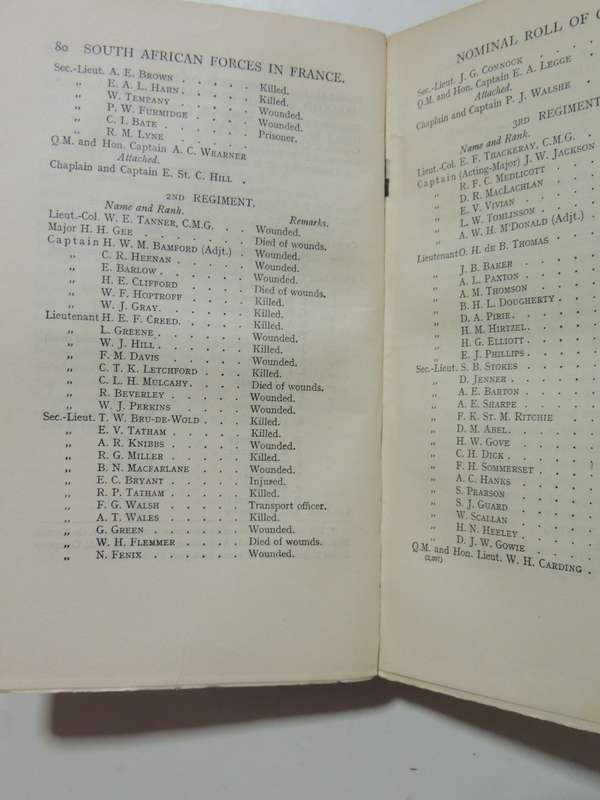 80 SOUTH AFRICAN FORCES IN FRANCE.
Sec.-Lieut. A. E. BROWN . . . . . Killed.
„ E. A. L. HARN . . . . . Killed.
„ W. TEMPANY . . . . . Wounded.
„ P. W. FURMIDGE . . . . Wounded.
„ C. I. BATE . . . . . Prisoner.
„ R. M. LYNE . . . . .
Q.M. and Hon. Captain A. C. WEARNER
Attached.
Chaplain and Captain E. ST. C. HILL .
2ND REGIMENT.
Name and Rank. Remarks.
Lieut.-Col. W. E. TANNER, C.M.G. . . Wounded.
Major H. H. GEE . . . . . Died of wounds.
Captain H. W. M. BAMFORD (Adjt.) . Wounded.
„ C. R. HEENAN . . . . Wounded.
„ E. BARLOW . . . . . Wounded.
„ H. E. CLIFFORD . . . . Died of wounds.
„ W. F. HOPTROFF . . . . Killed.
„ W. J. GRAY. . . . . Killed.
Lieutenant H. E. F. CREED. . . . . Killed.
„ L. GREENE . . . . . Wounded.
„ W. J. HILL . . . . . Killed.
„ F. M. DAVIS . . . . Wounded.
„ C. T. K. LETCHFORD . . . Killed.
„ C. L. H. MULCAHY. . . . Died of wounds.
„ R. BEVERLEY . . . . Wounded.
„ W. J. PERKINS . . . . Wounded.
Sec.-Lieut. T. W. BRU-DE-WOLD . . . Killed.
„ E. V. TATHAM . . . . Killed.
„ A. R. KNIBBS . . . . Wounded.
„ R. G. MILLER . . . . Killed.
„ B. N. MACFARLANE . . . Wounded.
„ E. C. BRYANT . . . . Injured.
„ R. P. TATHAM . . . . Killed.
„ F. G. WALSH . . . . Transport officer.
„ A. T. WALES . . . . Killed.
„ G. GREEN . . . . . Wounded.
„ W. H. FLEMMER . . . . Died of wounds.
„ N. FENIX . . . . . Wounded.
NOMINAL ROLL OF
Sec.-Lieut. J. G. CONNOCK . . .
Q.M. and Hon. Captain E. A. LEGGE .
Attached.
Chaplain and Captain P. J. WALSHE
3RD REGIMENT
Name and Rank.
Lieut.-Col. E. F. THACKERAY, C.M.G. .
Captain (Acting-Major) J. W. JACKSON
„ R. F. C. MEDLICOTT
„ D. R. MACLACHLAN
„ E. V. VIVIAN .
„ L. W. TOMLINSON .
„ A. W. H. M'DONALD (Adjt.)
Lieutenant O. H. DE B. THOMAS .
„ J. B. BAKER .
„ A. L. PAXTON .
„ A. M. THOMSON .
„ B. H. L. DOUGHERTY .
„ D. A. PIRIE. .
„ H. M. HIRTZEL.
„ H. G. ELLIOTT. .
„ E. J. PHILLIPS .
Sec.-Lieut. S. B. STOKES .
„ D. JENNER . .
„ A. E. BARTON .
„ A. E. SHARPE .
„ F. K. ST. M. RITCHIE
„ D. M. ABEL. .
„ H. W. GOVE .
„ C. H. DICK . .
„ F. H. SOMMERSET .
„ A. C. HANKS .
„ S. PEARSON .
„ S. J. GUARD .
„ W. SCALLAN .
„ H. N. HEELEY .
„ D. J. W. GOWIE .
Q.M. and Hon. Lieut. W. H. CARDING .